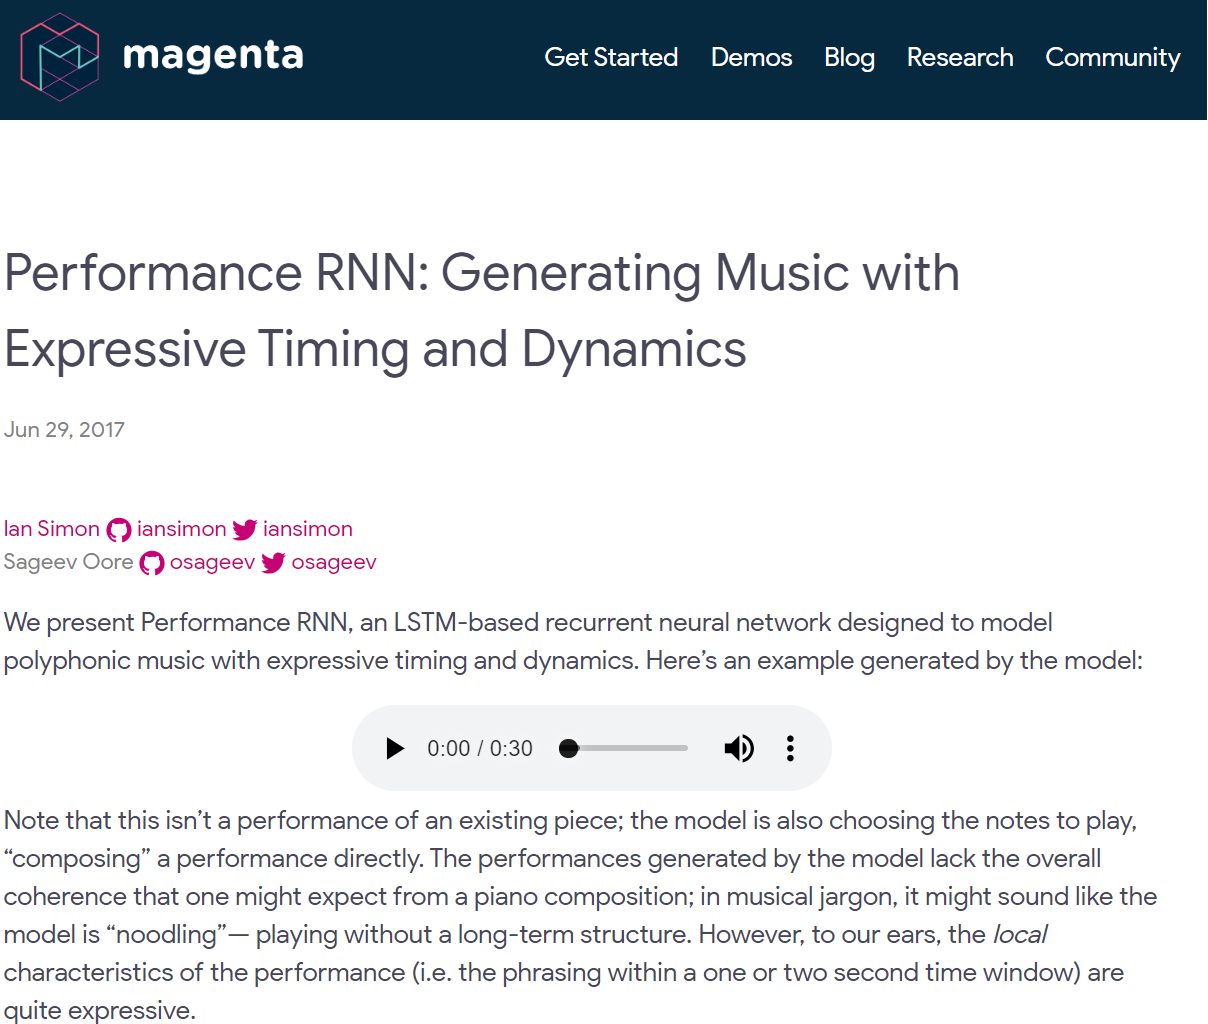 magenta
Get Started Demos Blog Research Community
Performance RNN: Generating Music with
Expressive Timing and Dynamics
Jun 29, 2017
Ian Simon iansimon iansimon
Sageev Oore osageev osageev
We present Performance RNN, an LSTM-based recurrent neural network designed to model
polyphonic music with expressive timing and dynamics. Here’s an example generated by the model:
0:00 / 0:30
Note that this isn’t a performance of an existing piece; the model is also choosing the notes to play,
“composing” a performance directly. The performances generated by the model lack the overall
coherence that one might expect from a piano composition; in musical jargon, it might sound like the
model is “noodling”— playing without a long-term structure. However, to our ears, the local
characteristics of the performance (i.e. the phrasing within a one or two second time window) are
quite expressive.